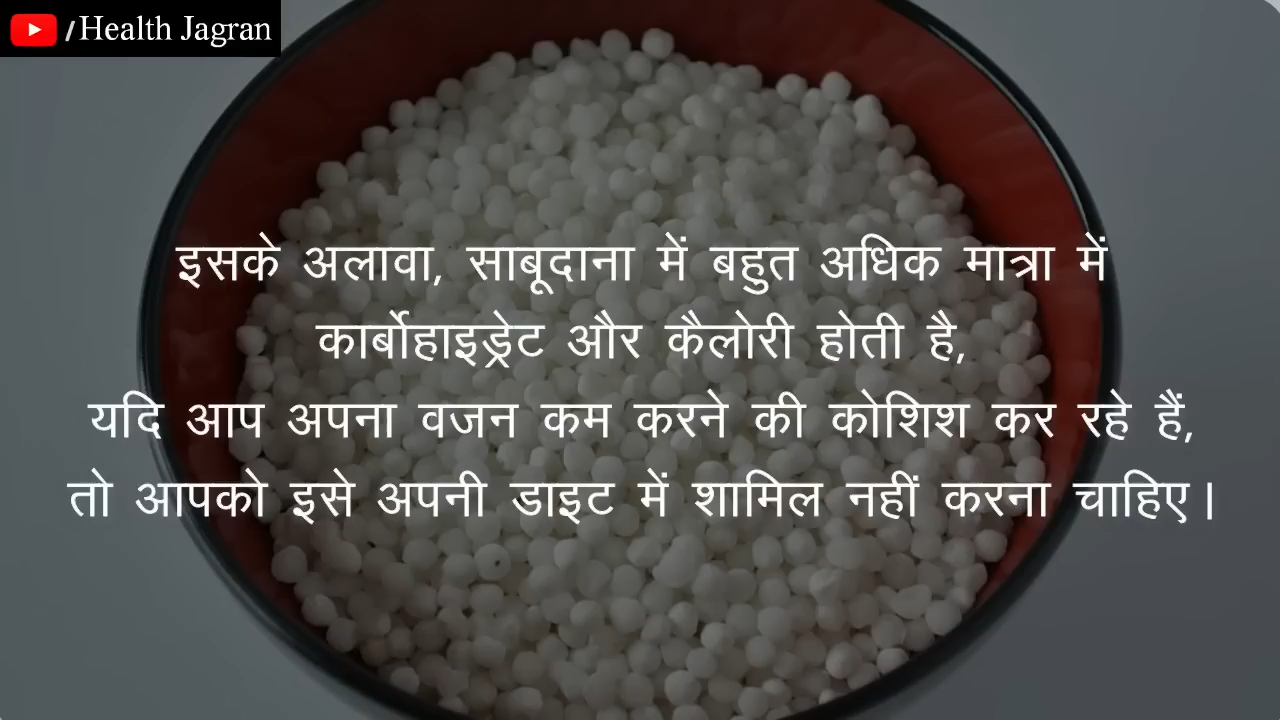 /Health Jagran
इसके अलावा, साबूदाना में बहुत अधिक मात्रा में
कार्बोहाइड्रेट और कैलोरी होती है,
यदि आप अपना वजन कम करने की कोशिश कर रहे हैं,
तो आपको इसे अपनी डाइट में शामिल नहीं करना चाहिए।